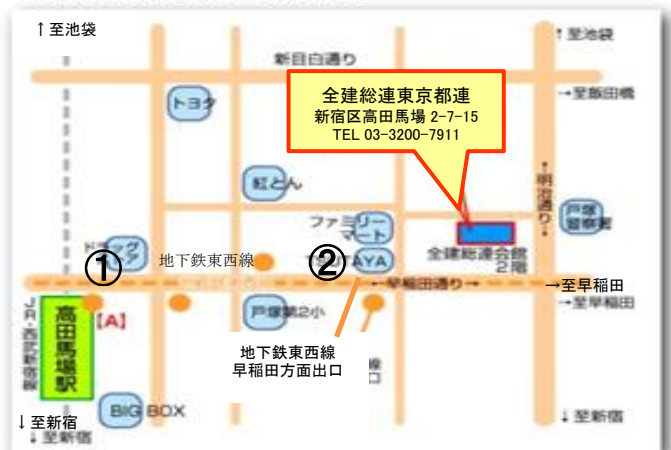 ↑至池袋
↑至池袋
新目白通り
トヨタ
全建総連東京都連
新宿区高田馬場 2-7-15
TEL 03-3200-7911
→至飯田橋
紅とん
←明治通り→
ファミリー
マート
戸塚
警察署
全建総連会館
2階
ドラッグ
①
地下鉄東西線
②
AYA
←早稲田通り→
→至早稲田
→至早稲田
高田馬場駅
【A】
戸塚第2小
地下鉄東西線
早稲田方面出口
口
BIG BOX
↓至新宿
↓至新宿
↓至新宿